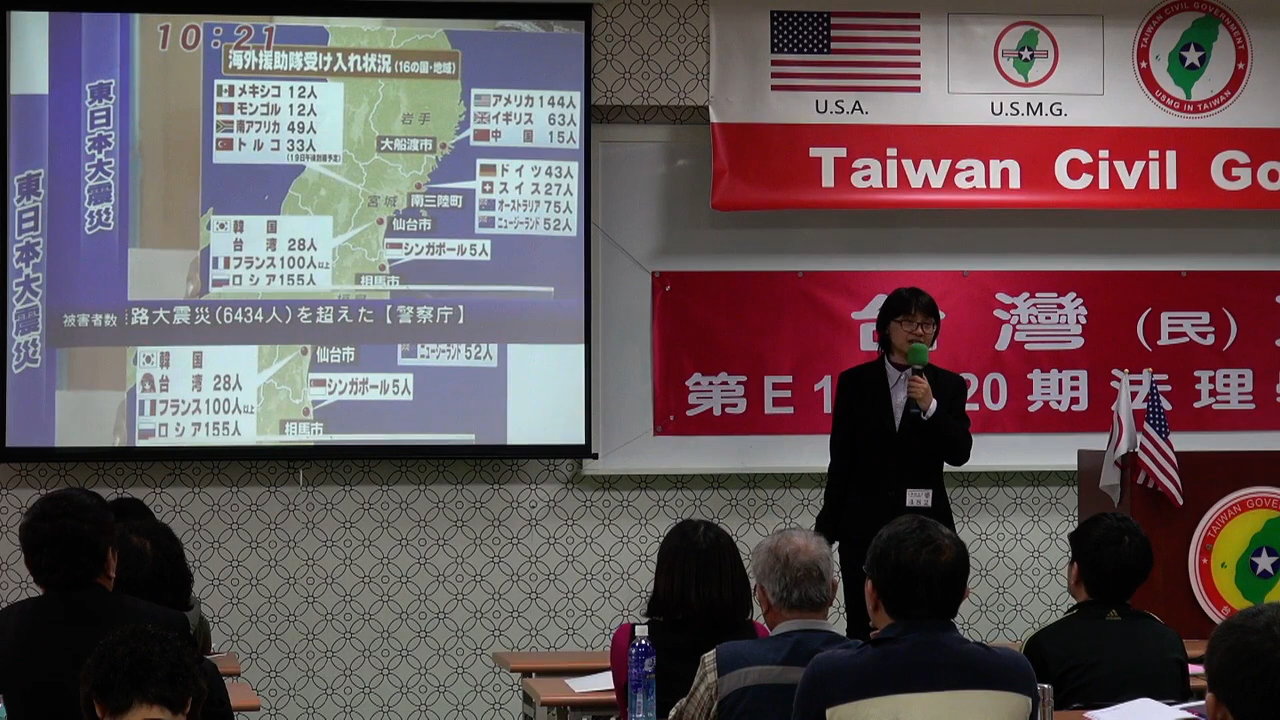 10:21
海外援助隊受け入れ状況(16の国・地域)
東日本大震災
東日本大震災
メキシコ 12人
モンゴル 12人
南アフリカ 49人
トルコ 33人
アメリカ 144人
イギリス 63人
中国 15人
岩手
大船渡市
ドイツ 43人
スイス 27人
オーストラリア 75人
ニュージーランド 52人
宮城
南三陸町
仙台市
韓国
台湾 28人
フランス 100人以上
ロシア 155人
シンガポール 5人
相馬市
被害者数
路大震災(6434人)を超えた【警察庁】
韓国
台湾 28人
フランス 100人以上
ロシア 155人
仙台市
ニュージーランド 52人
シンガポール 5人
相馬市
U.S.A.
U.S.M.G.
TAIWAN CIVIL GOVERNMENT
USMG IN TAIWAN
Taiwan Civil Go
台灣(民)
第E1 20期法理
482
TAIWAN GOVE